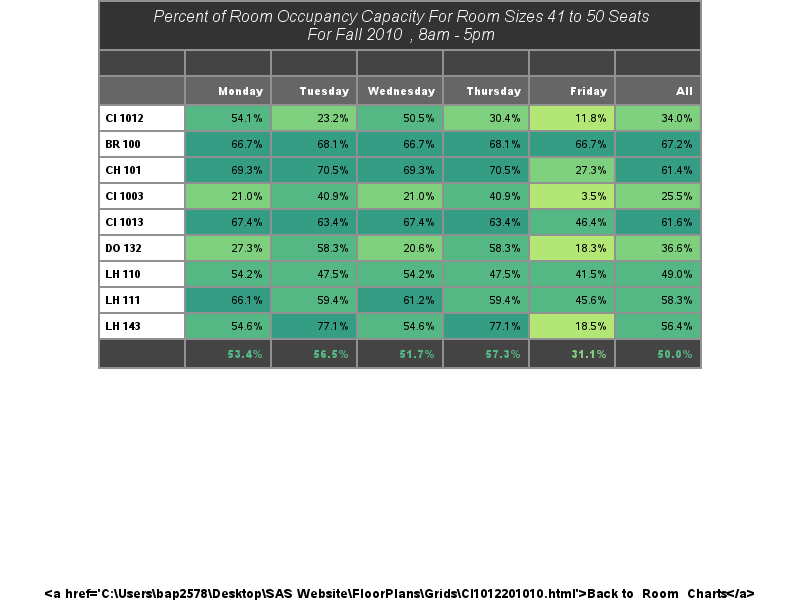 Percent of Room Occupancy Capacity For Room Sizes 41 to 50 Seats
For Fall 2010 , 8am - 5pm
Monday Tuesday Wednesday Thursday Friday All
CI 1012 54.1% 23.2% 50.5% 30.4% 11.8% 34.0%
BR 100 66.7% 68.1% 66.7% 68.1% 66.7% 67.2%
CH 101 69.3% 70.5% 69.3% 70.5% 27.3% 61.4%
CI 1003 21.0% 40.9% 21.0% 40.9% 3.5% 25.5%
CI 1013 67.4% 63.4% 67.4% 63.4% 46.4% 61.6%
DO 132 27.3% 58.3% 20.6% 58.3% 18.3% 36.6%
LH 110 54.2% 47.5% 54.2% 47.5% 41.5% 49.0%
LH 111 66.1% 59.4% 61.2% 59.4% 45.6% 58.3%
LH 143 54.6% 77.1% 54.6% 77.1% 18.5% 56.4%
53.4% 56.5% 51.7% 57.3% 31.1% 50.0%
<a href='C:\Users\bap2578\Desktop\SAS Website\FloorPlans\Grids\CI1012201010.html'>Back to Room Charts</a>